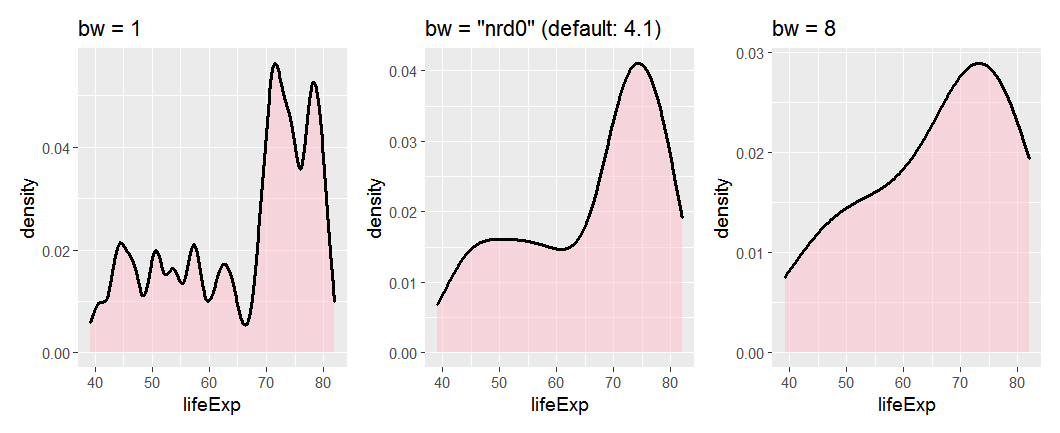 bw = 1
density
0.04
0.02
0.00
40 50 60 70 80
lifeExp
bw = "nrd0" (default: 4.1)
density
0.04
0.03
0.02
0.01
0.00
40 50 60 70 80
lifeExp
bw = 8
density
0.03
0.02
0.01
0.00
40 50 60 70 80
lifeExp